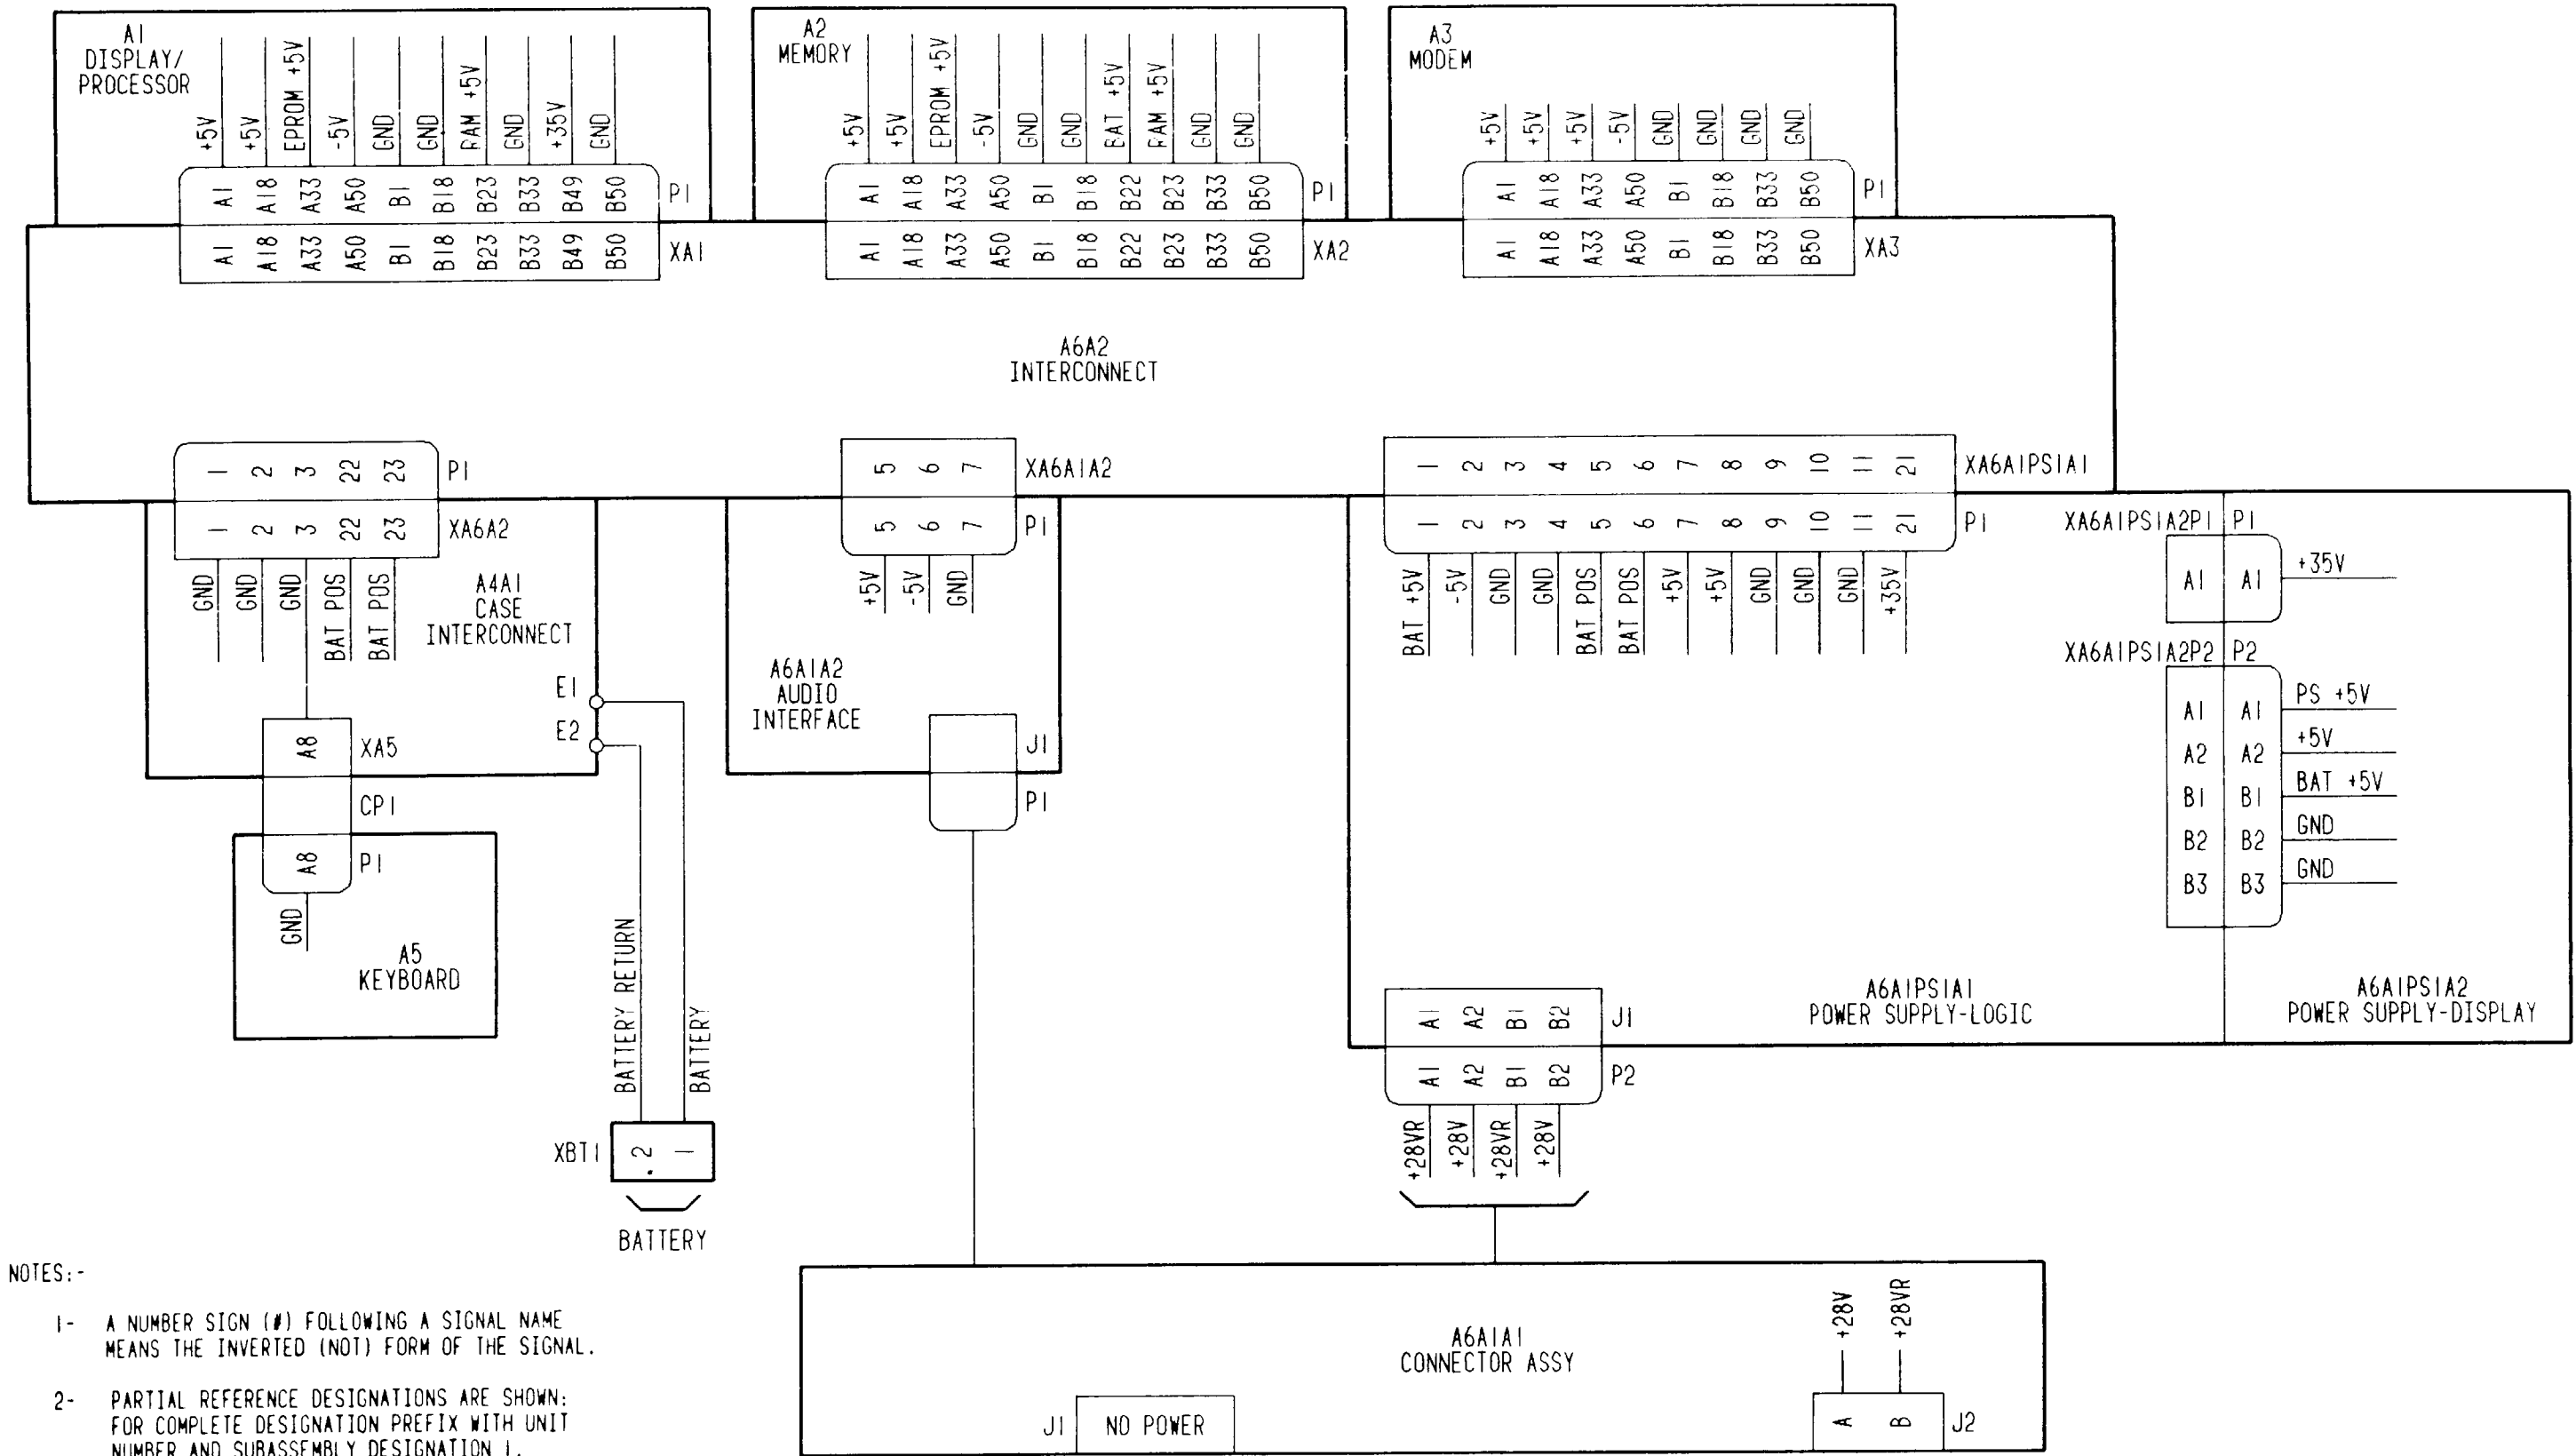 A1
DISPLAY/
PROCESSOR
+5V
+5V
EPROM +5V
-5V
GND
GND
RAM +5V
GND
+35V
GND
A1 A18 A33 A50 B1 B18 B23 B33 B49 B50 P1
A1 A18 A33 A50 B1 B18 B23 B33 B49 B50 XA1
A2
MEMORY
+5V
+5V
EPROM +5V
-5V
GND
GND
BAT +5V
RAM +5V
GND
GND
A1 A18 A33 A50 B1 B18 B22 B23 B33 B50 P1
A1 A18 A33 A50 B1 B18 B22 B23 B33 B50 XA2
A3
MODEM
+5V
+5V
+5V
-5V
GND
GND
GND
GND
A1 A18 A33 A50 B1 B18 B33 B50 P1
A1 A18 A33 A50 B1 B18 B33 B50 XA3
A6A2
INTERCONNECT
1 2 3 22 23 P1
1 2 3 22 23 XA6A2
GND
GND
GND
BAT POS
BAT POS
A4A1
CASE
INTERCONNECT
E1
E2
A8 XA5
CP1
A8 P1
GND
A5
KEYBOARD
BATTERY RETURN
BATTERY
XBT1 2 1
BATTERY
5 6 7 XA6A1A2
5 6 7 P1
+5V
-5V
GND
A6A1A2
AUDIO
INTERFACE
J1
P1
1 2 3 4 5 6 7 8 9 10 11 21 XA6A1PS1A1
1 2 3 4 5 6 7 8 9 10 11 21 P1
BAT +5V
-5V
GND
GND
BAT POS
BAT POS
+5V
+5V
GND
GND
GND
+35V
XA6A1PS1A2P1 P1
A1 A1 +35V
XA6A1PS1A2P2 P2
A1 A1 PS +5V
A2 A2 +5V
B1 B1 BAT +5V
B2 B2 GND
B3 B3 GND
A6A1PS1A1
POWER SUPPLY-LOGIC
A6A1PS1A2
POWER SUPPLY-DISPLAY
A1 A2 B1 B2 J1
A1 A2 B1 B2 P2
+28VR
+28V
+28VR
+28V
A6A1A1
CONNECTOR ASSY
J1 NO POWER
+28V
+28VR
A B J2
NOTES:-
1- A NUMBER SIGN (#) FOLLOWING A SIGNAL NAME
MEANS THE INVERTED (NOT) FORM OF THE SIGNAL.
2- PARTIAL REFERENCE DESIGNATIONS ARE SHOWN:
FOR COMPLETE DESIGNATION PREFIX WITH UNIT
NUMBER AND SUBASSEMBLY DESIGNATION 1.